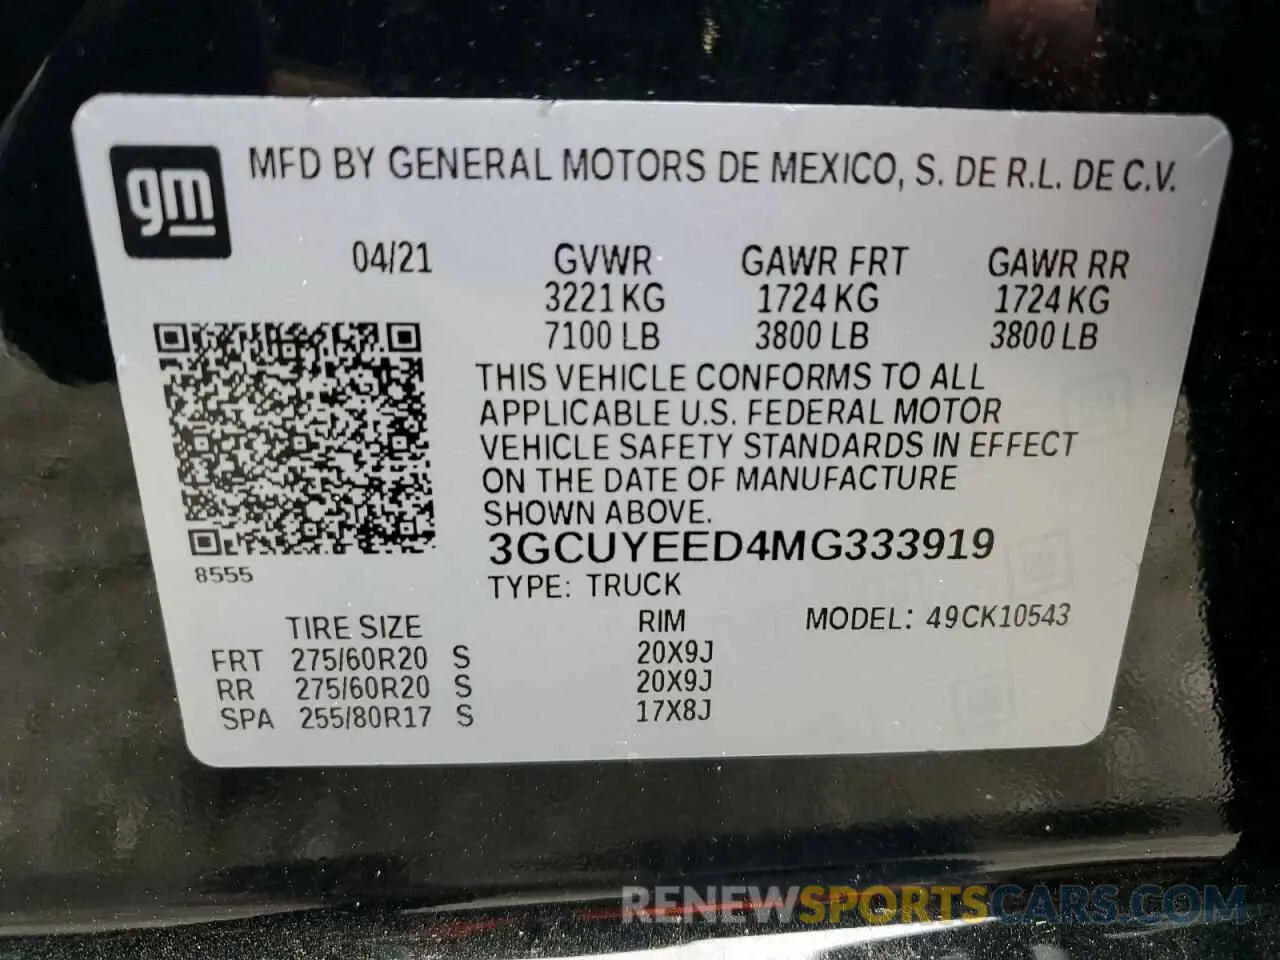 gm
MFD BY GENERAL MOTORS DE MEXICO, S. DE R.L. DE C.V.
04/21 GVWR GAWR FRT GAWR RR
3221 KG 1724 KG 1724 KG
7100 LB 3800 LB 3800 LB
THIS VEHICLE CONFORMS TO ALL
APPLICABLE U.S. FEDERAL MOTOR
VEHICLE SAFETY STANDARDS IN EFFECT
ON THE DATE OF MANUFACTURE
SHOWN ABOVE.
3GCUYEED4MG333919
8555
TYPE: TRUCK
TIRE SIZE RIM MODEL: 49CK10543
FRT 275/60R20 S 20X9J
RR 275/60R20 S 20X9J
SPA 255/80R17 S 17X8J
RENEWSPORTSCARS.COM